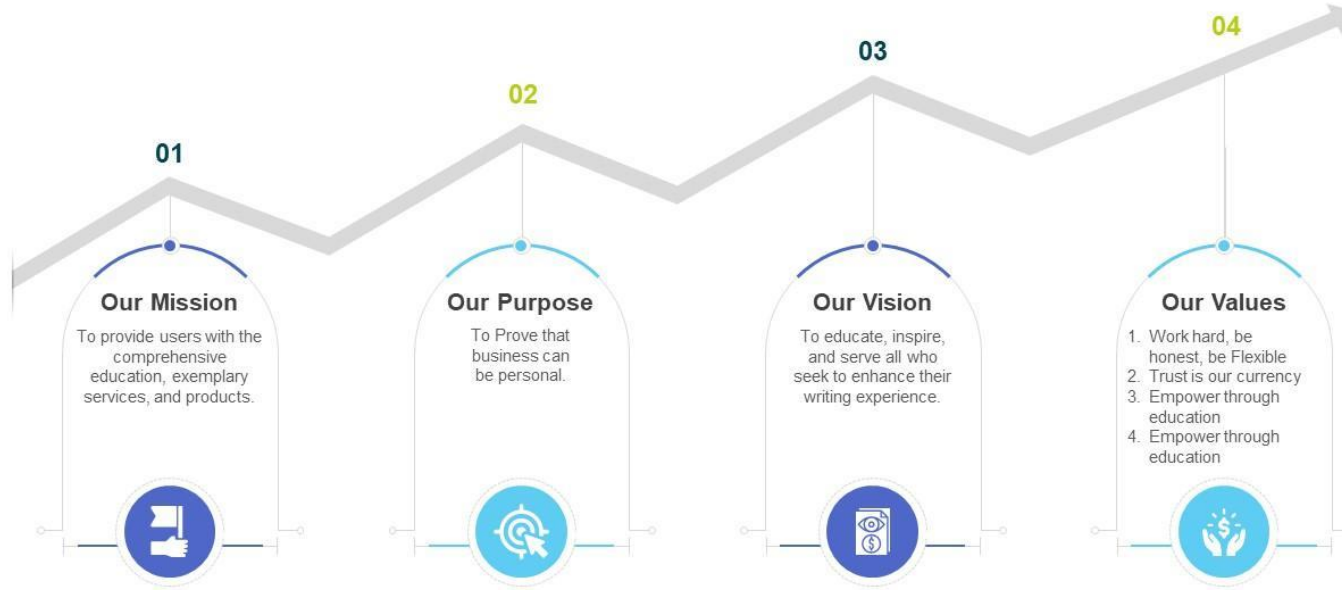 01
Our Mission
To provide users with the
comprehensive
education, exemplary
services, and products.
02
Our Purpose
To Prove that
business can
be personal.
03
Our Vision
To educate, inspire,
and serve all who
seek to enhance their
writing experience.
04
Our Values
1. Work hard, be
honest, be Flexible
2. Trust is our currency
3. Empower through
education
4. Empower through
education
$
$